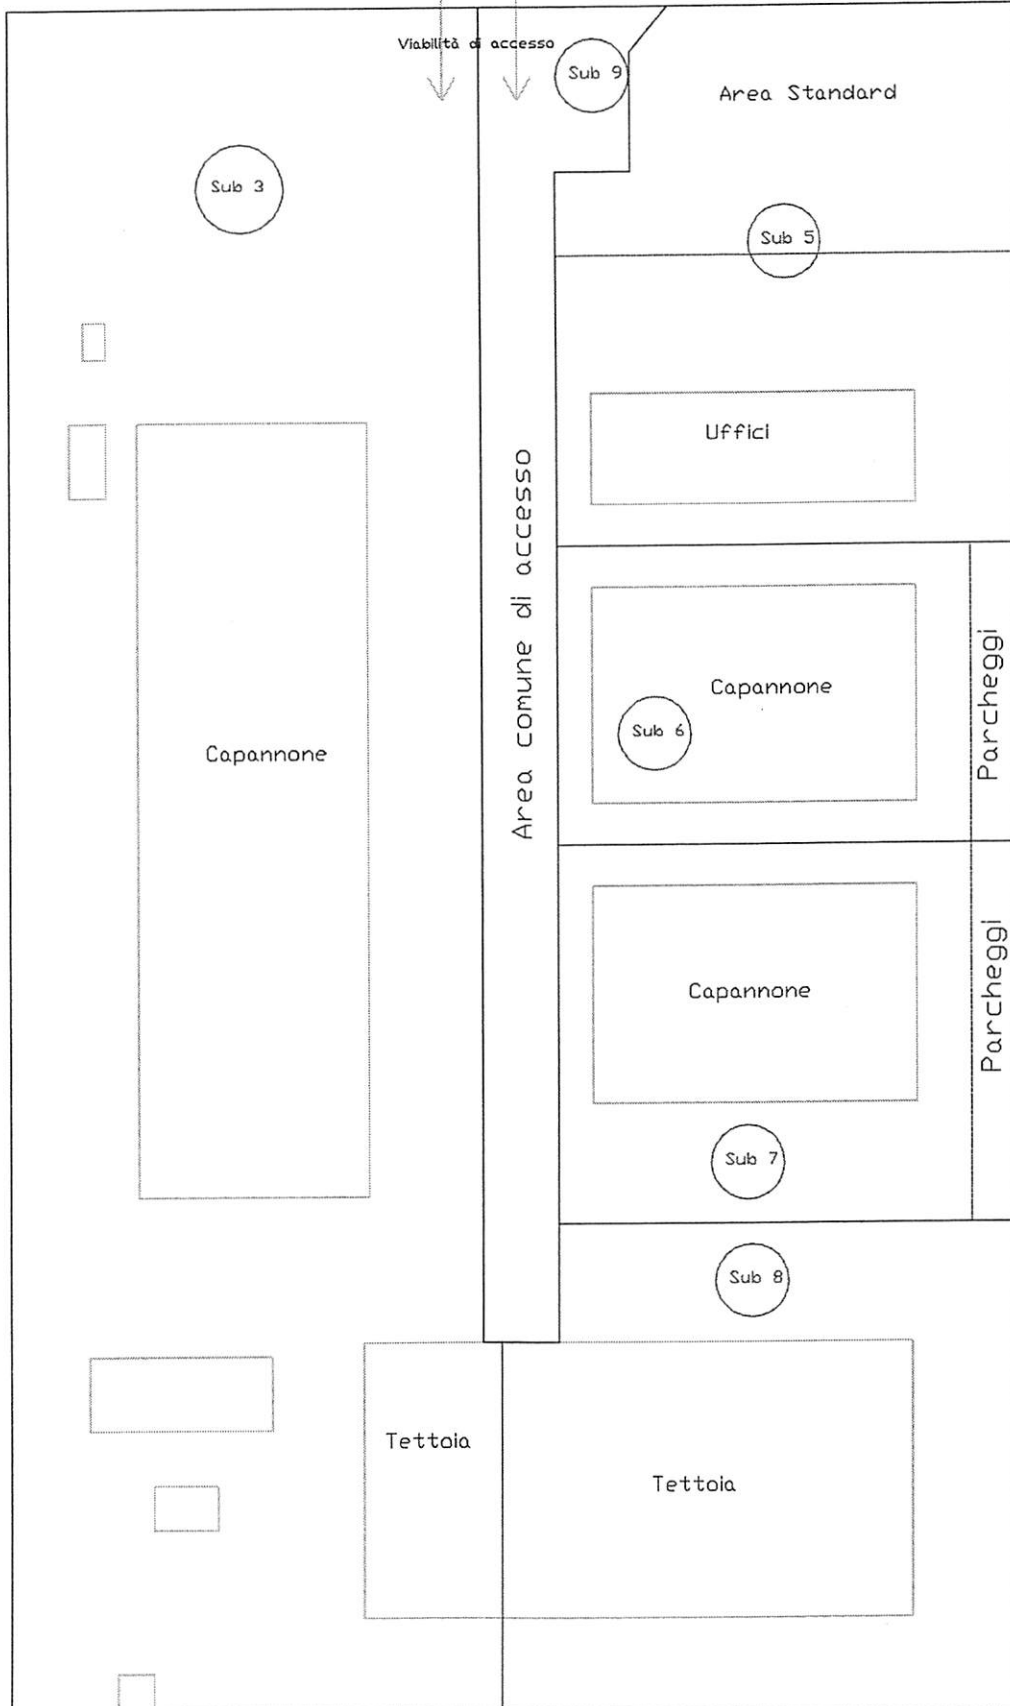 Viabilità di accesso
Sub 9
Area Standard
Sub 3
Sub 5
Uffici
Area comune di accesso
Capannone
Sub 6
Parcheggi
Capannone
Capannone
Parcheggi
Sub 7
Sub 8
Tettoia
Tettoia